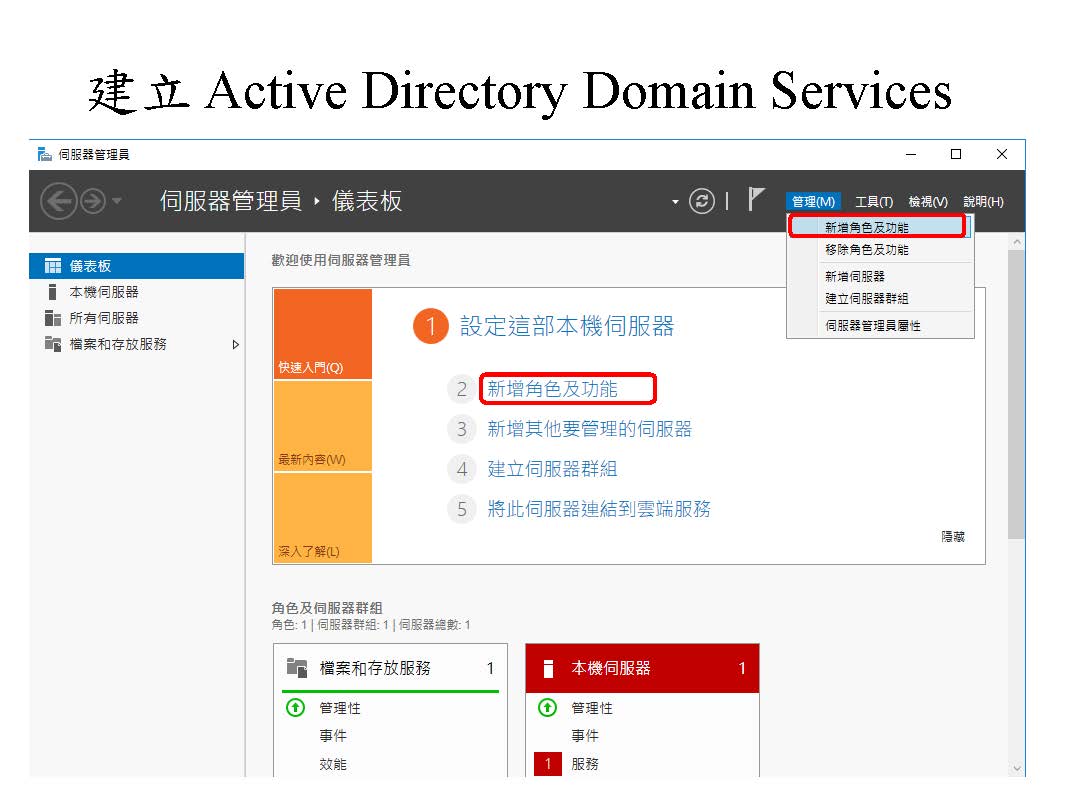 建立 Active Directory Domain Services
伺服器管理員
伺服器管理員 ‣ 儀表板
管理(M) 工具(T) 檢視(V) 說明(H)
新增角色及功能
移除角色及功能
新增伺服器
建立伺服器群組
伺服器管理員屬性
儀表板
本機伺服器
所有伺服器
檔案和存放服務
歡迎使用伺服器管理員
快速入門(Q)
最新內容(W)
深入了解(L)
1 設定這部本機伺服器
2 新增角色及功能
3 新增其他要管理的伺服器
4 建立伺服器群組
5 將此伺服器連結到雲端服務
隱藏
角色及伺服器群組
角色: 1 | 伺服器群組: 1 | 伺服器總數: 1
檔案和存放服務 1
管理性
事件
效能
本機伺服器 1
管理性
事件
1 服務